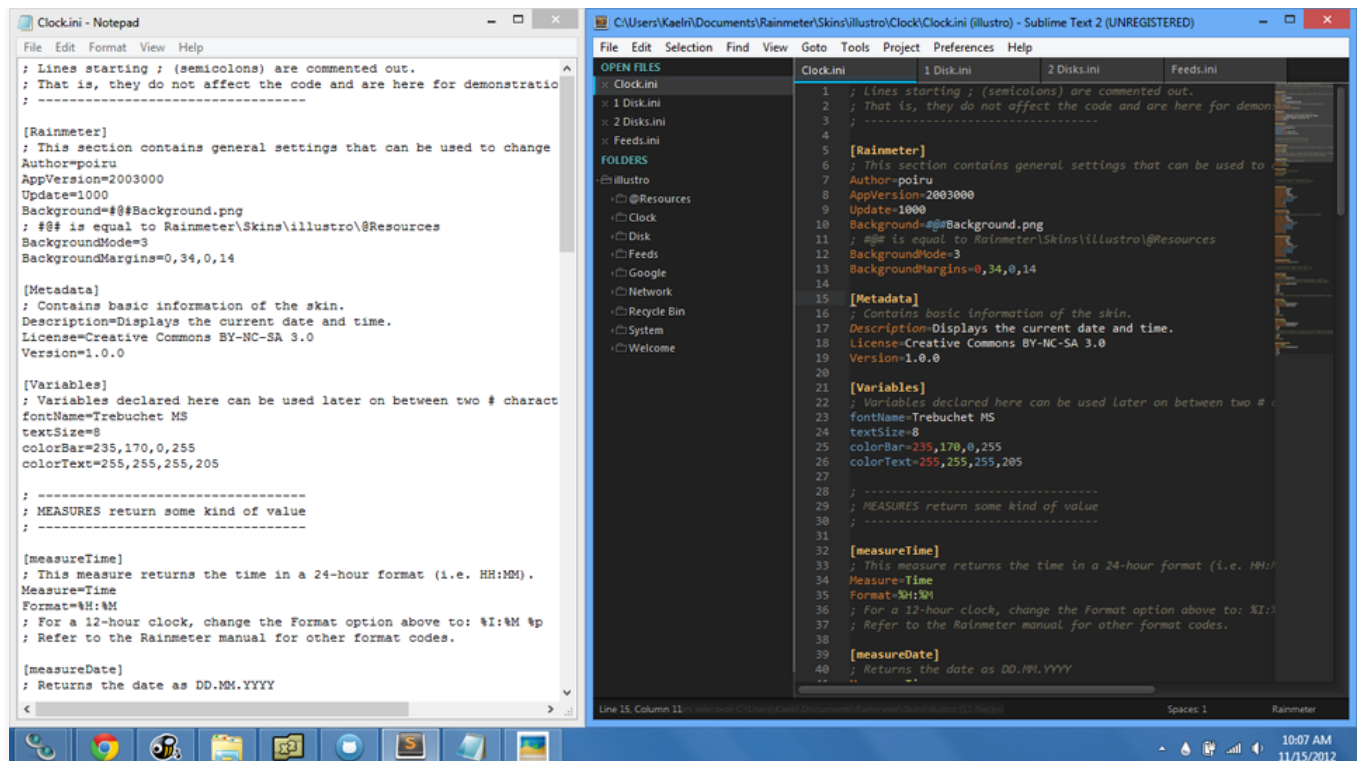 Clock.ini - Notepad
File Edit Format View Help
; Lines starting ; (semicolons) are commented out.
; That is, they do not affect the code and are here for demonstratio
; ----------------------------------
[Rainmeter]
; This section contains general settings that can be used to change
Author=poiru
AppVersion=2003000
Update=1000
Background=#@#Background.png
; #@# is equal to Rainmeter\Skins\illustro\@Resources
BackgroundMode=3
BackgroundMargins=0,34,0,14
[Metadata]
; Contains basic information of the skin.
Description=Displays the current date and time.
License=Creative Commons BY-NC-SA 3.0
Version=1.0.0
[Variables]
; Variables declared here can be used later on between two # charact
fontName=Trebuchet MS
textSize=8
colorBar=235,170,0,255
colorText=255,255,255,205
; ----------------------------------
; MEASURES return some kind of value
; ----------------------------------
[measureTime]
; This measure returns the time in a 24-hour format (i.e. HH:MM).
Measure=Time
Format=%H:%M
; For a 12-hour clock, change the Format option above to: %I:%M %p
; Refer to the Rainmeter manual for other format codes.
[measureDate]
; Returns the date as DD.MM.YYYY
C:\Users\Kaelri\Documents\Rainmeter\Skins\illustro\Clock\Clock.ini (illustro) - Sublime Text 2 (UNREGISTERED)
File Edit Selection Find View Goto Tools Project Preferences Help
OPEN FILES
Clock.ini
1 Disk.ini
2 Disks.ini
Feeds.ini
FOLDERS
illustro
@Resources
Clock
Disk
Feeds
Google
Network
Recycle Bin
System
Welcome
Clock.ini 1 Disk.ini 2 Disks.ini Feeds.ini
1 ; Lines starting ; (semicolons) are commented out.
2 ; That is, they do not affect the code and are here for demon
3 ; ----------------------------------
4
5 [Rainmeter]
6 ; This section contains general settings that can be used to
7 Author=poiru
8 AppVersion=2003000
9 Update=1000
10 Background=#@#Background.png
11 ; #@# is equal to Rainmeter\Skins\illustro\@Resources
12 BackgroundMode=3
13 BackgroundMargins=0,34,0,14
14
15 [Metadata]
16 ; Contains basic information of the skin.
17 Description=Displays the current date and time.
18 License=Creative Commons BY-NC-SA 3.0
19 Version=1.0.0
20
21 [Variables]
22 ; Variables declared here can be used later on between two #
23 fontName=Trebuchet MS
24 textSize=8
25 colorBar=235,170,0,255
26 colorText=255,255,255,205
27
28 ; ----------------------------------
29 ; MEASURES return some kind of value
30 ; ----------------------------------
31
32 [measureTime]
33 ; This measure returns the time in a 24-hour format (i.e. HH:
34 Measure=Time
35 Format=%H:%M
36 ; For a 12-hour clock, change the Format option above to: %I:
37 ; Refer to the Rainmeter manual for other format codes.
38
39 [measureDate]
40 ; Returns the date as DD.MM.YYYY
Line 15, Column 11
Spaces: 1 Rainmeter
10:07 AM
11/15/2012